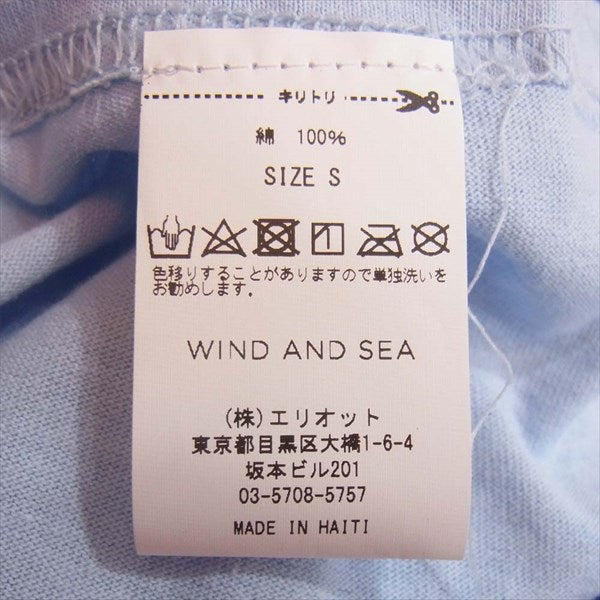 キリトリ
綿 100%
SIZE S
色移りすることがありますので単独洗いを
お勧めします。
WIND AND SEA
(株)エリオット
東京都目黒区大橋1-6-4
坂本ビル201
03-5708-5757
MADE IN HAITI